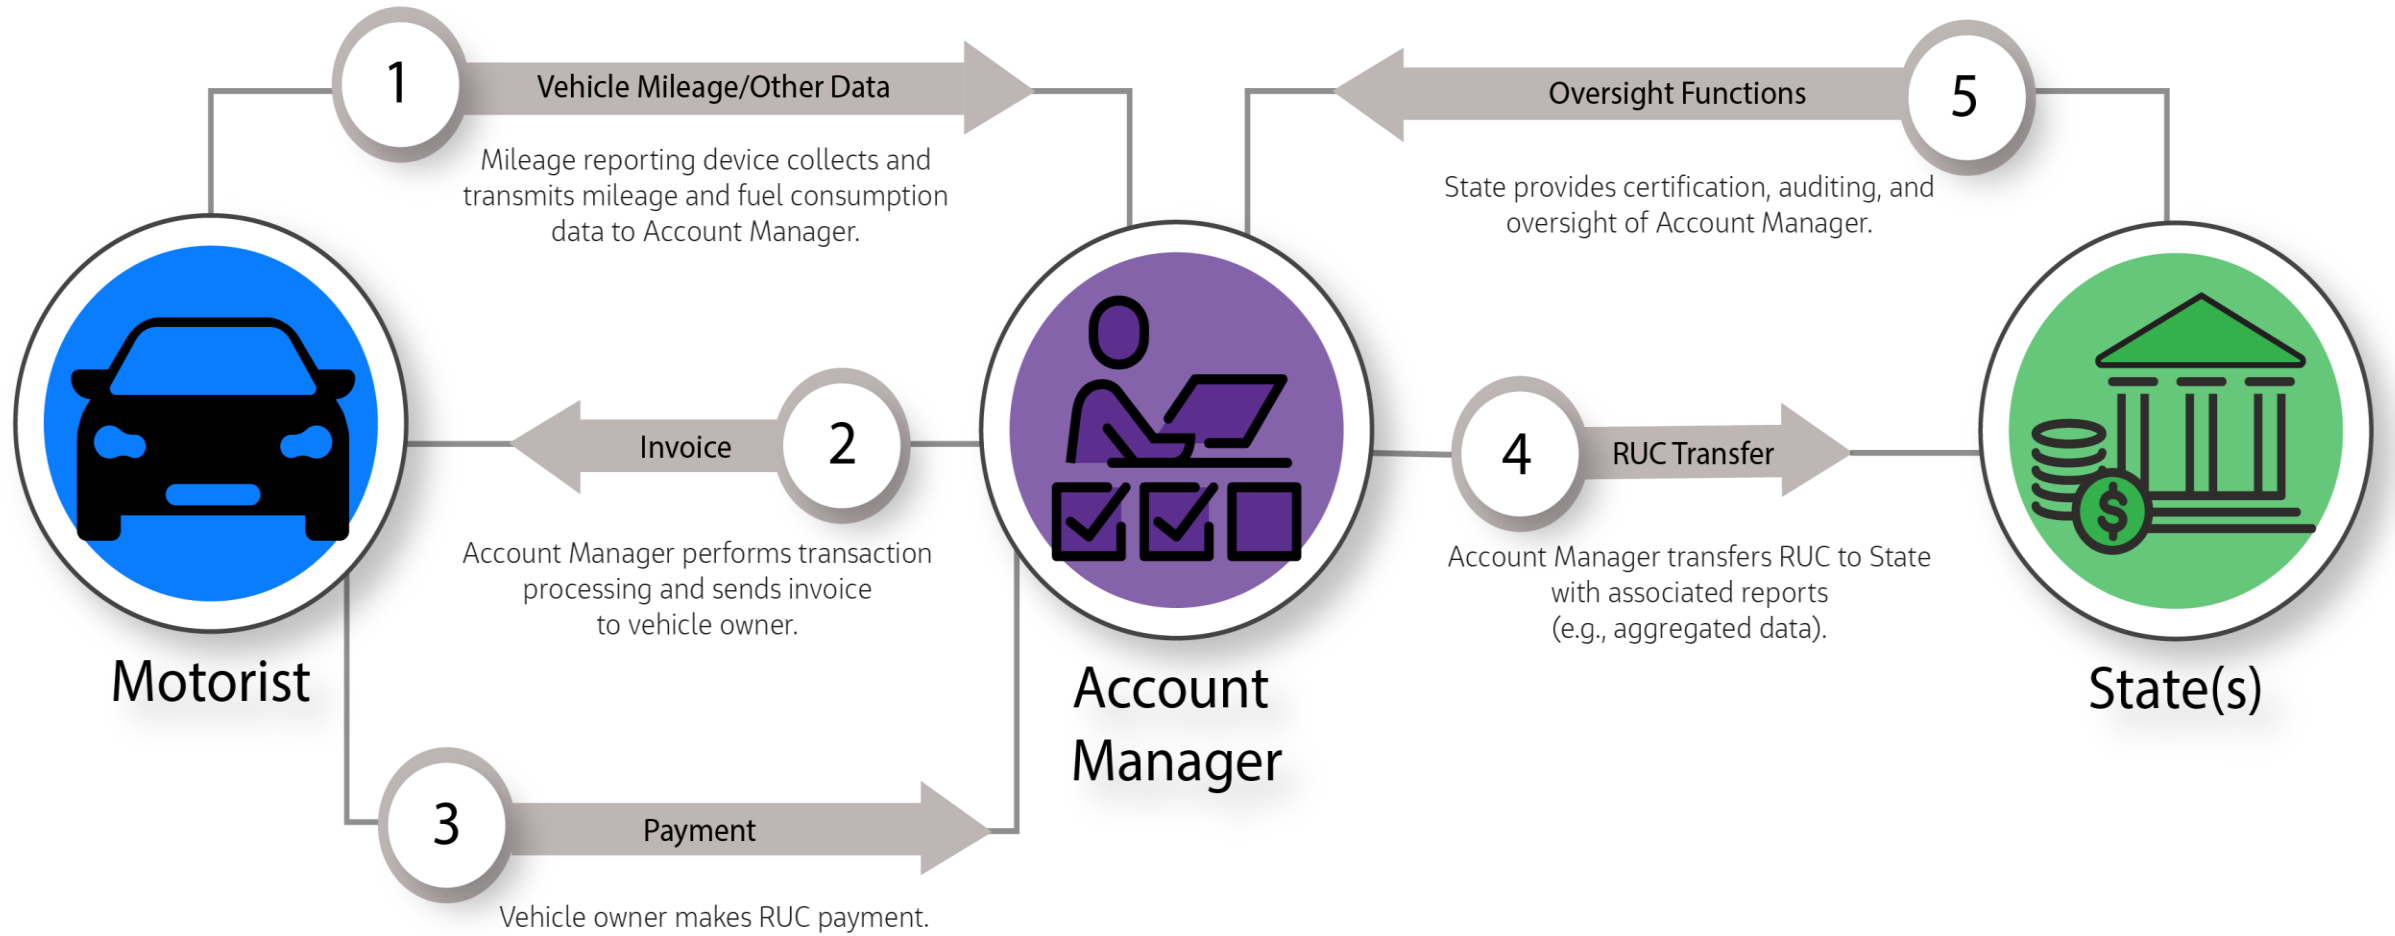 1
Vehicle Mileage/Other Data
Mileage reporting device collects and
transmits mileage and fuel consumption
data to Account Manager.
5
Oversight Functions
State provides certification, auditing, and
oversight of Account Manager.
2
Invoice
Account Manager performs transaction
processing and sends invoice
to vehicle owner.
4
RUC Transfer
Account Manager transfers RUC to State
with associated reports
(e.g., aggregated data).
$
Motorist
Account
Manager
State(s)
3
Payment
Vehicle owner makes RUC payment.